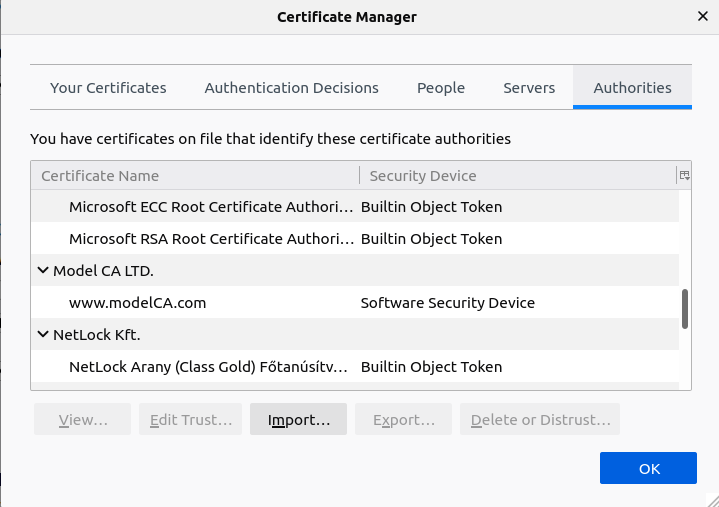 Certificate Manager
Your Certificates Authentication Decisions People Servers Authorities
You have certificates on file that identify these certificate authorities
Certificate Name Security Device
Microsoft ECC Root Certificate Authori... Builtin Object Token
Microsoft RSA Root Certificate Authori... Builtin Object Token
Model CA LTD.
www.modelCA.com Software Security Device
NetLock Kft.
NetLock Arany (Class Gold) Főtanúsítv... Builtin Object Token
View... Edit Trust... Import... Export... Delete or Distrust...
OK